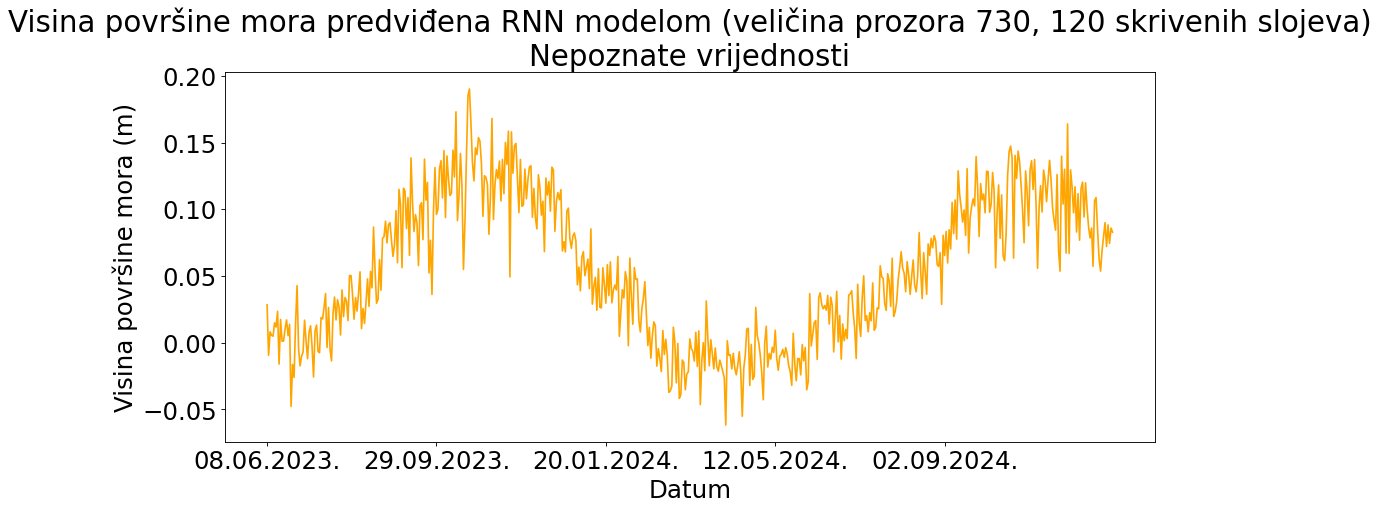 Visina površine mora predviđena RNN modelom (veličina prozora 730, 120 skrivenih slojeva)
Nepoznate vrijednosti
Visina površine mora (m)
0.20
0.15
0.10
0.05
0.00
−0.05
08.06.2023. 29.09.2023. 20.01.2024. 12.05.2024. 02.09.2024.
Datum